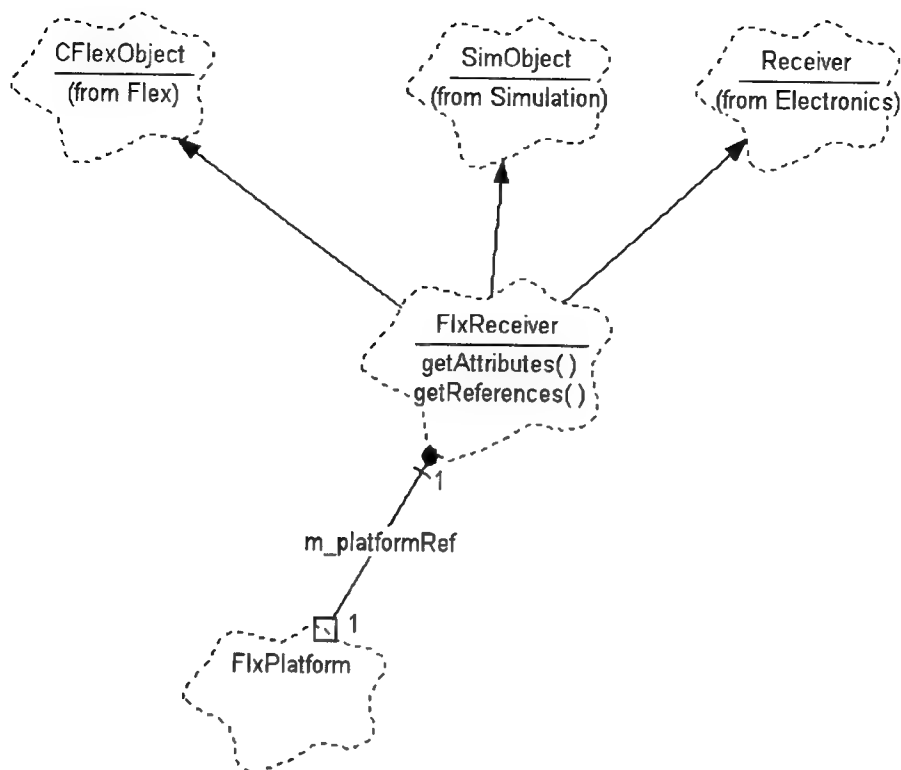 CFlexObject
(from Flex)
SimObject
(from Simulation)
Receiver
(from Electronics)
FlxReceiver
getAttributes( )
getReferences( )
1
m_platformRef
1
FlxPlatform